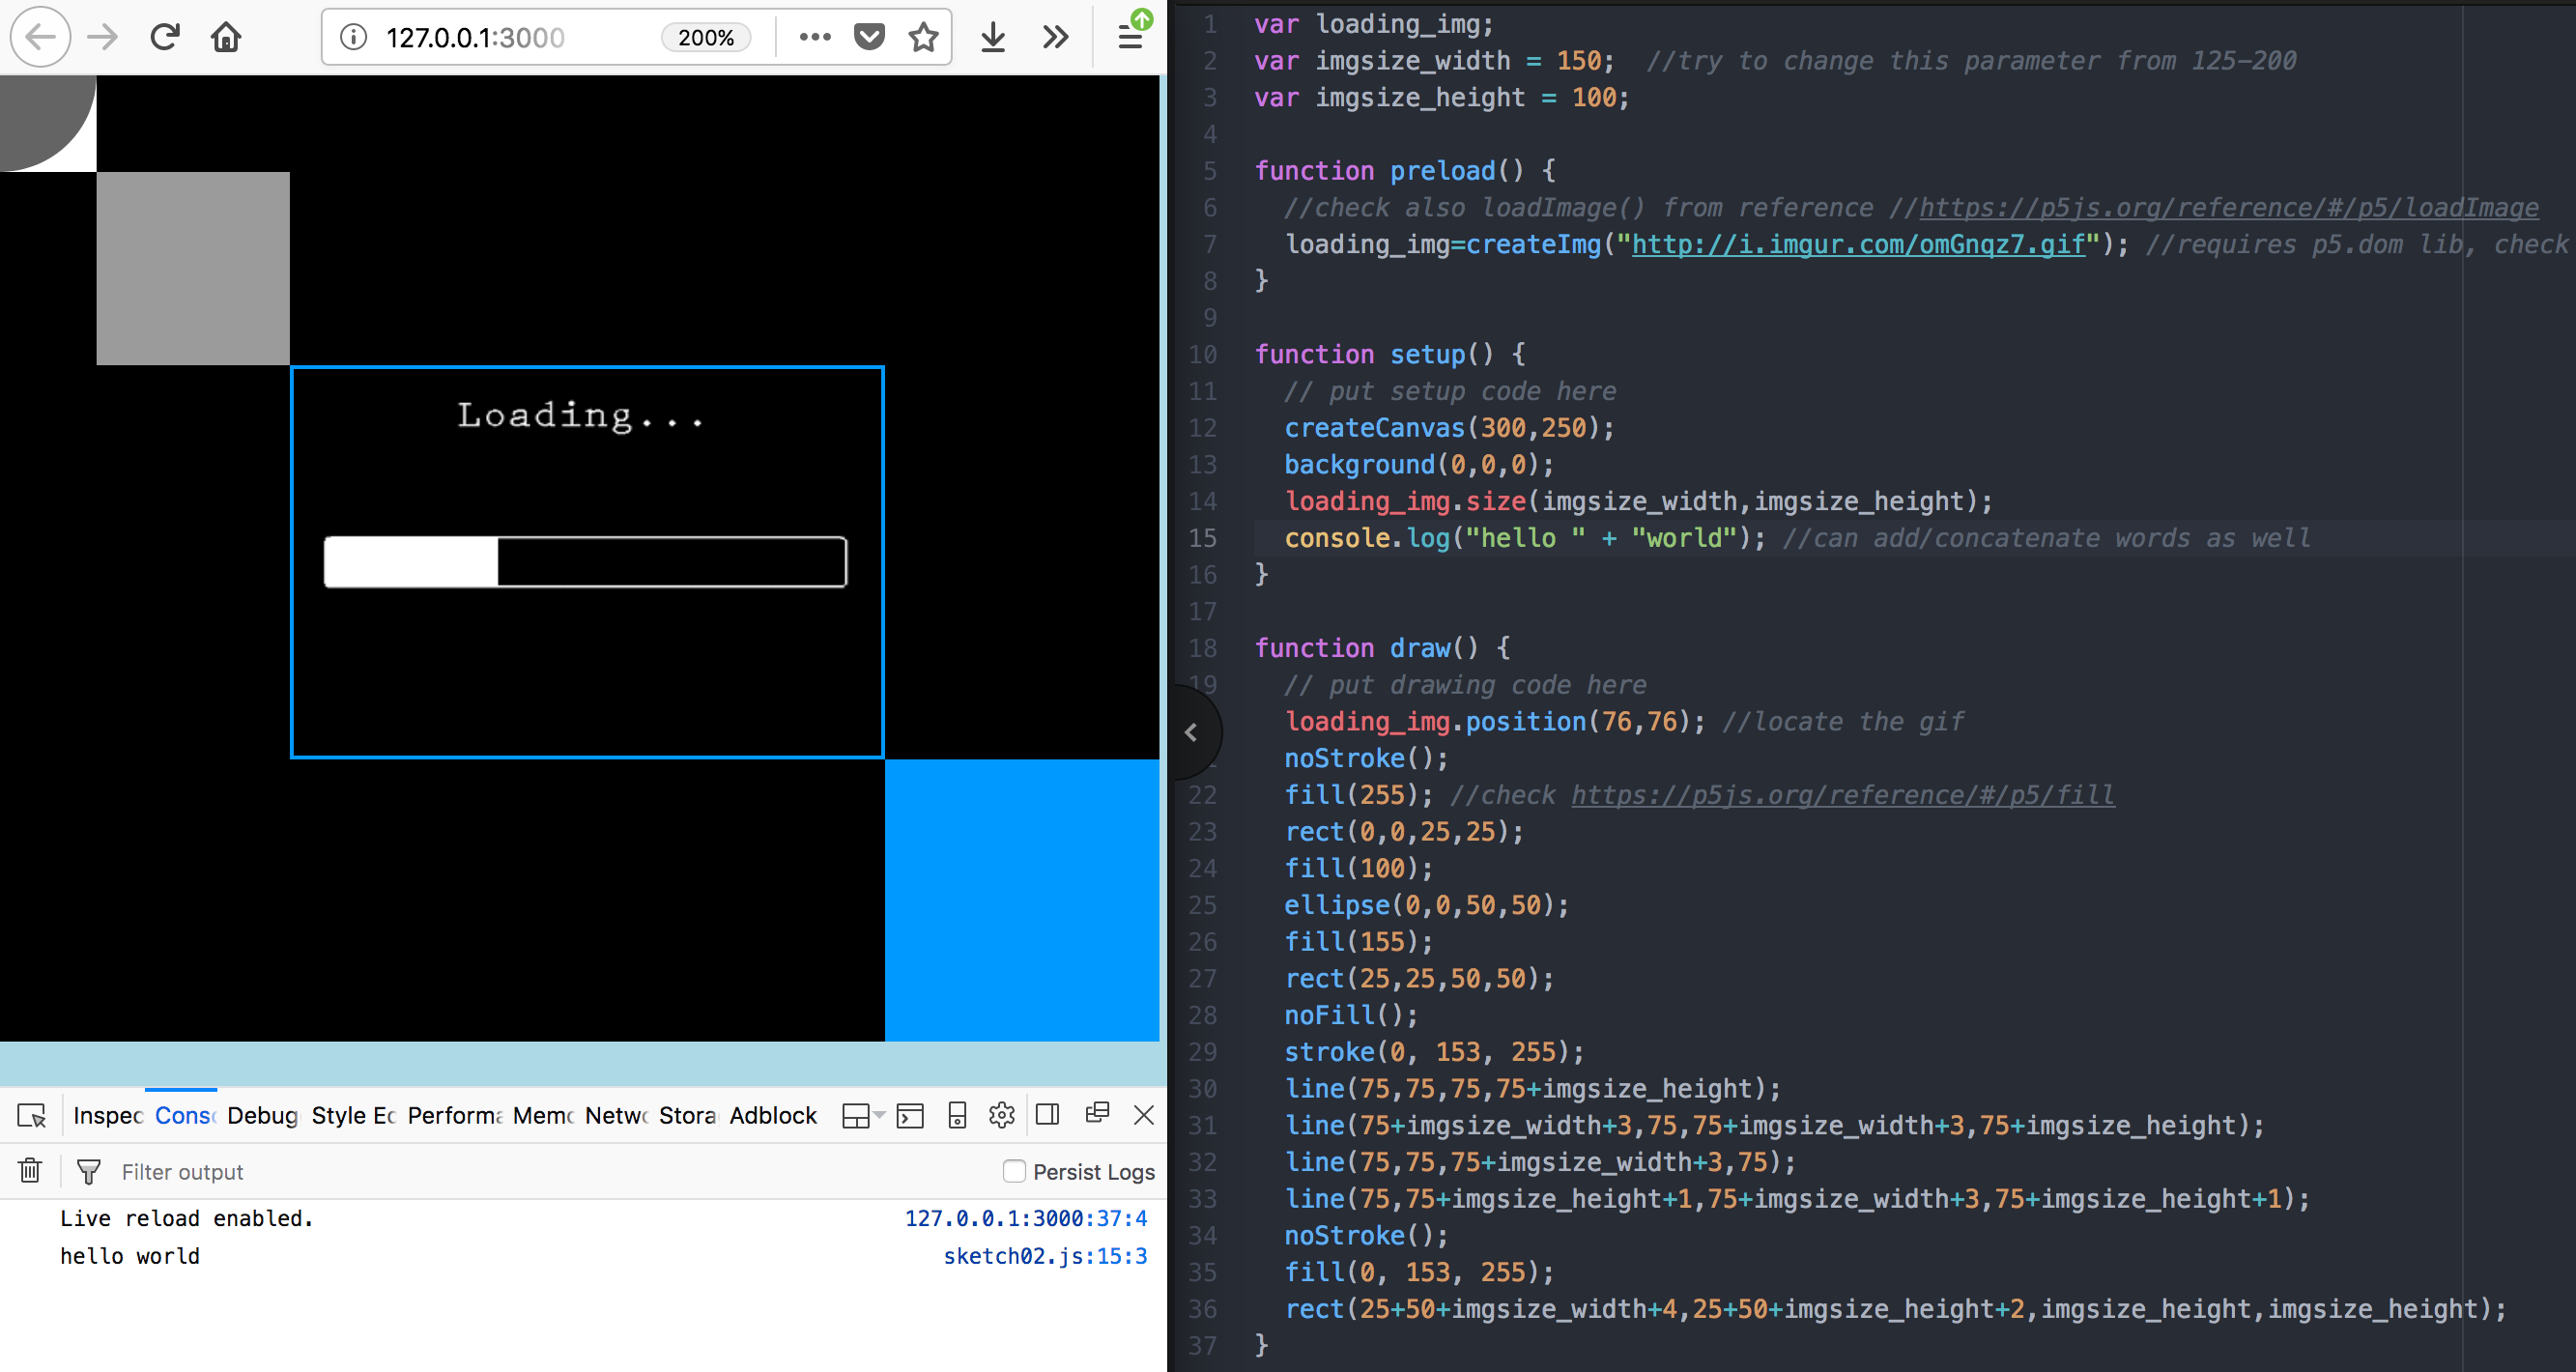 127.0.0.1:3000
200%
Loading...
Inspec Conso Debug Style Ed Performa Memo Netwo Stora Adblock
Filter output
Persist Logs
Live reload enabled. 127.0.0.1:3000:37:4
hello world sketch02.js:15:3
1 var loading_img;
2 var imgsize_width = 150; //try to change this parameter from 125-200
3 var imgsize_height = 100;
4
5 function preload() {
6 //check also loadImage() from reference //https://p5js.org/reference/#/p5/loadImage
7 loading_img=createImg("http://i.imgur.com/omGnqz7.gif"); //requires p5.dom lib, check
8 }
9
10 function setup() {
11 // put setup code here
12 createCanvas(300,250);
13 background(0,0,0);
14 loading_img.size(imgsize_width,imgsize_height);
15 console.log("hello " + "world"); //can add/concatenate words as well
16 }
17
18 function draw() {
19 // put drawing code here
loading_img.position(76,76); //locate the gif
noStroke();
22 fill(255); //check https://p5js.org/reference/#/p5/fill
23 rect(0,0,25,25);
24 fill(100);
25 ellipse(0,0,50,50);
26 fill(155);
27 rect(25,25,50,50);
28 noFill();
29 stroke(0, 153, 255);
30 line(75,75,75,75+imgsize_height);
31 line(75+imgsize_width+3,75,75+imgsize_width+3,75+imgsize_height);
32 line(75,75,75+imgsize_width+3,75);
33 line(75,75+imgsize_height+1,75+imgsize_width+3,75+imgsize_height+1);
34 noStroke();
35 fill(0, 153, 255);
36 rect(25+50+imgsize_width+4,25+50+imgsize_height+2,imgsize_height,imgsize_height);
37 }